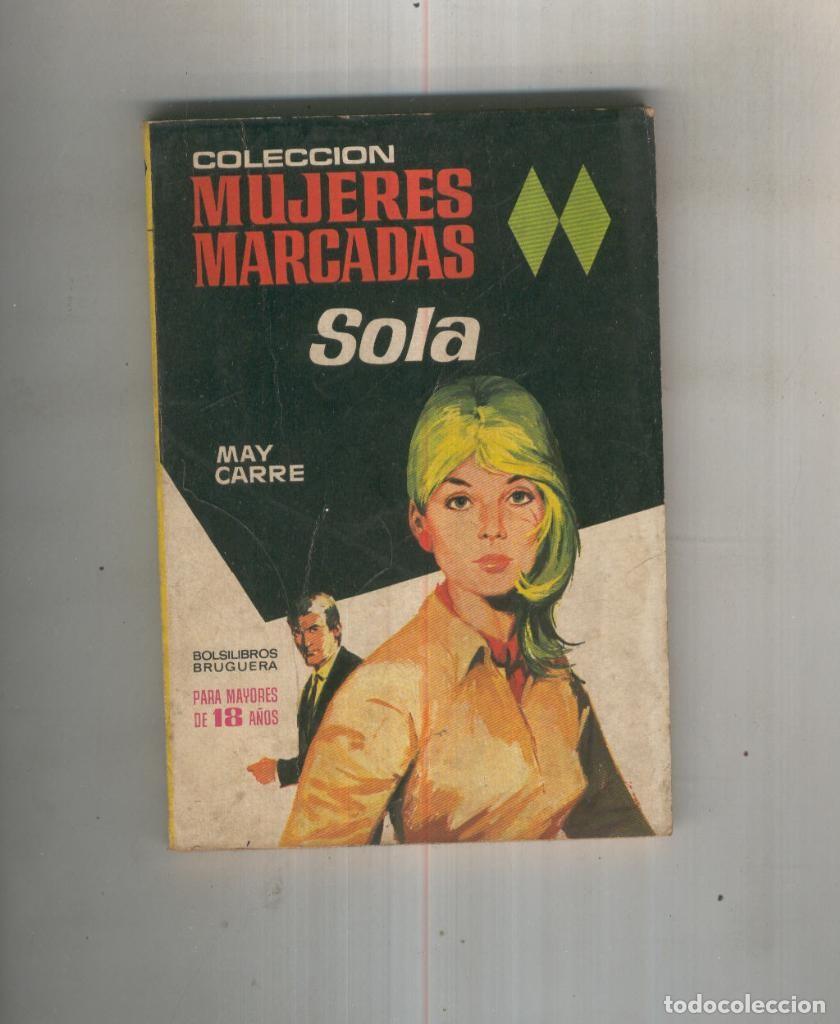 COLECCION
MUJERES
MARCADAS
Sola
MAY
CARRE
BOLSILIBROS
BRUGUERA
PARA MAYORES
DE 18 AÑOS
todocoleccion